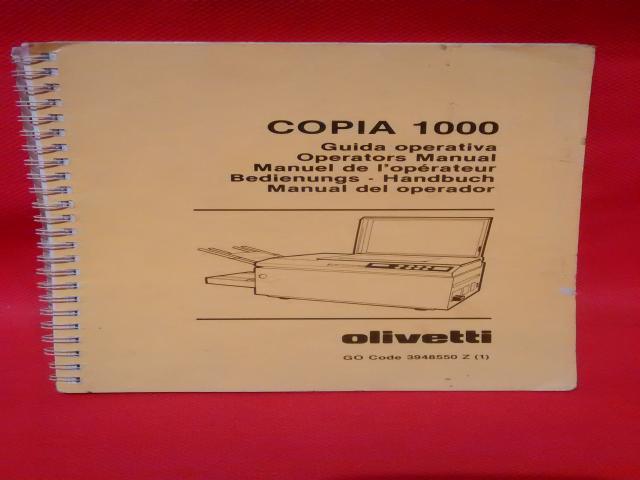 COPIA 1000
Guida operativa
Operators Manual
Manuel de l'opérateur
Bedienungs - Handbuch
Manual del operador
olivetti
GO Code 3948550 Z (1)